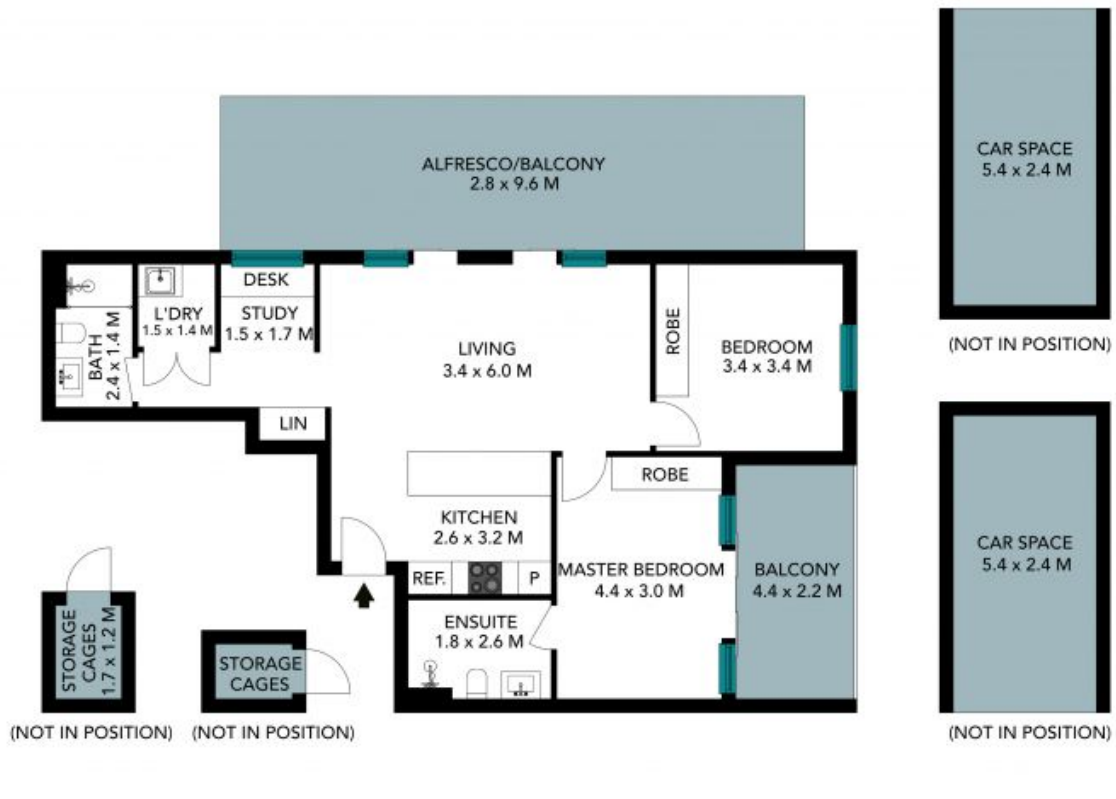 ALFRESCO/BALCONY
2.8 x 9.6 M
CAR SPACE
5.4 x 2.4 M
(NOT IN POSITION)
DESK
STUDY
1.5 x 1.7 M
L'DRY
1.5 x 1.4 M
BATH
2.4 x 1.4 M
LIN
LIVING
3.4 x 6.0 M
ROBE
BEDROOM
3.4 x 3.4 M
ROBE
KITCHEN
2.6 x 3.2 M
REF.
P
MASTER BEDROOM
4.4 x 3.0 M
BALCONY
4.4 x 2.2 M
ENSUITE
1.8 x 2.6 M
CAR SPACE
5.4 x 2.4 M
(NOT IN POSITION)
STORAGE
CAGES
1.7 x 1.2 M
(NOT IN POSITION)
STORAGE
CAGES
(NOT IN POSITION)